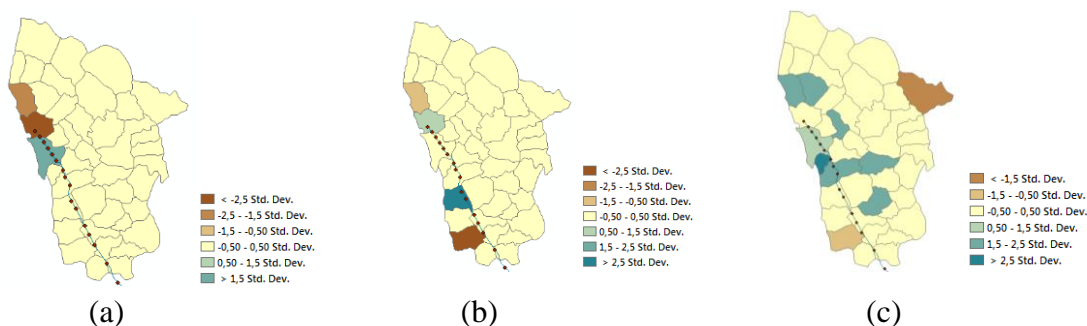 < -2,5 Std. Dev.
-2,5 - -1,5 Std. Dev.
-1,5 - -0,50 Std. Dev.
-0,50 - 0,50 Std. Dev.
0,50 - 1,5 Std. Dev.
> 1,5 Std. Dev.
(a)
< -2,5 Std. Dev.
-2,5 - -1,5 Std. Dev.
-1,5 - -0,50 Std. Dev.
-0,50 - 0,50 Std. Dev.
0,50 - 1,5 Std. Dev.
1,5 - 2,5 Std. Dev.
> 2,5 Std. Dev.
(b)
< -1,5 Std. Dev.
-1,5 - -0,50 Std. Dev.
-0,50 - 0,50 Std. Dev.
0,50 - 1,5 Std. Dev.
1,5 - 2,5 Std. Dev.
> 2,5 Std. Dev.
(c)